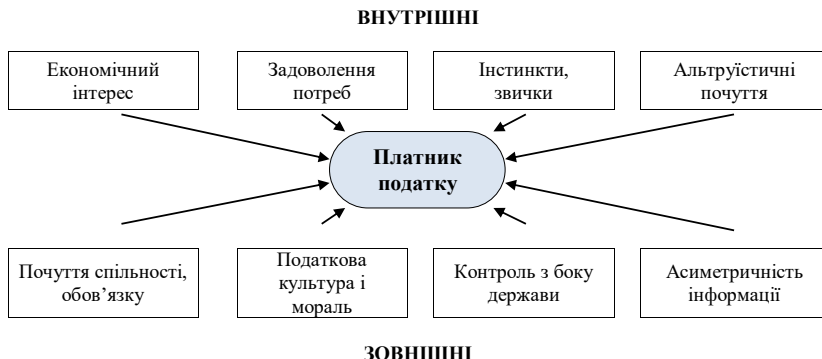 ВНУТРІШНІ
Економічний
інтерес
Задоволення
потреб
Інстинкти,
звички
Альтруїстичні
почуття
Платник
податку
Почуття спільності,
обов’язку
Податкова
культура і
мораль
Контроль з боку
держави
Асиметричність
інформації
ЗОВНІШНІ